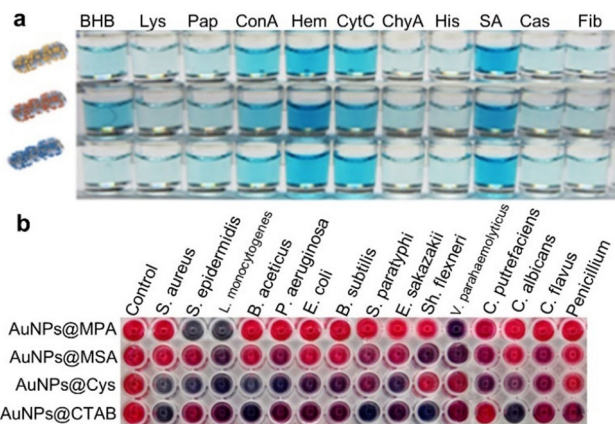 a
BHB Lys Pap ConA Hem CytC ChyA His SA Cas Fib
b
Control S. aureus S. epidermidis L. monocytogenes B. aceticus P. aeruginosa E. coli B. subtilis S. paratyphi E. sakazakii Sh. flexneri V. parahaemolyticus C. putrefaciens C. albicans C. flavus Penicillium
AuNPs@MPA
AuNPs@MSA
AuNPs@Cys
AuNPs@CTAB